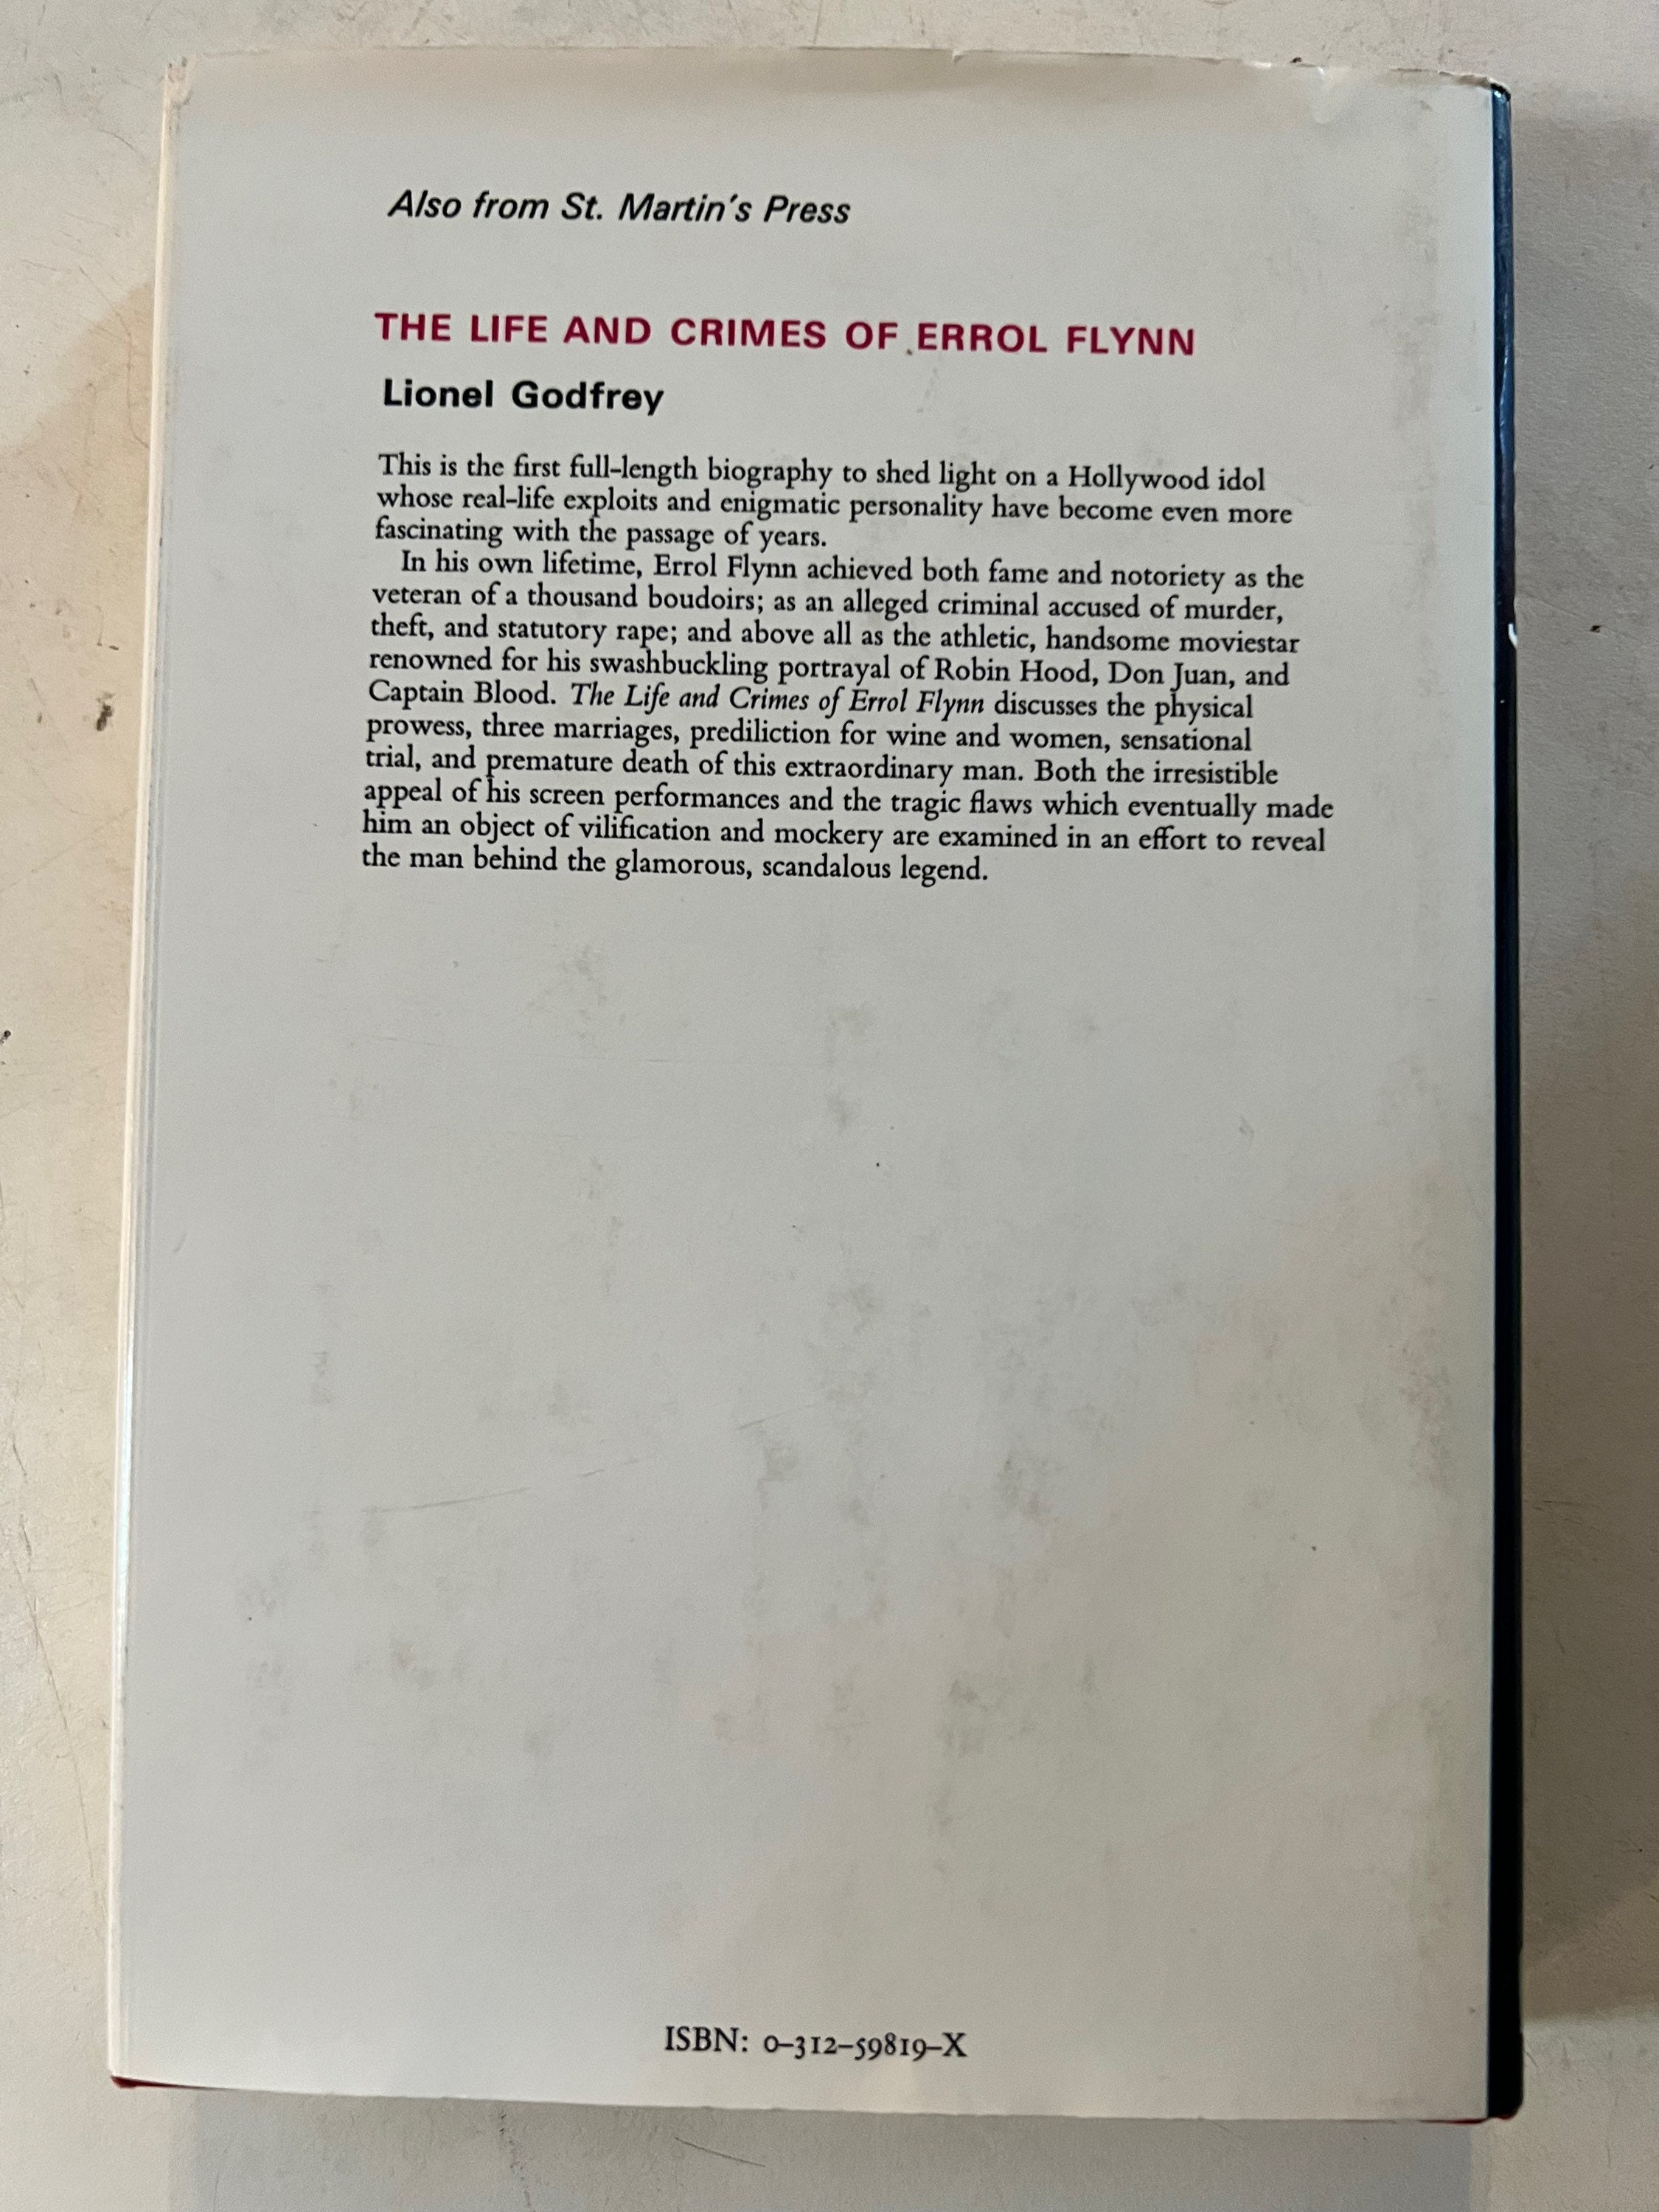 Also from St. Martin's Press
THE LIFE AND CRIMES OF ERROL FLYNN
Lionel Godfrey
This is the first full-length biography to shed light on a Hollywood idol
whose real-life exploits and enigmatic personality have become even more
fascinating with the passage of years.
In his own lifetime, Errol Flynn achieved both fame and notoriety as the
veteran of a thousand boudoirs; as an alleged criminal accused of murder,
theft, and statutory rape; and above all as the athletic, handsome moviestar
renowned for his swashbuckling portrayal of Robin Hood, Don Juan, and
Captain Blood. The Life and Crimes of Errol Flynn discusses the physical
prowess, three marriages, prediliction for wine and women, sensational
trial, and premature death of this extraordinary man. Both the irresistible
appeal of his screen performances and the tragic flaws which eventually made
him an object of vilification and mockery are examined in an effort to reveal
the man behind the glamorous, scandalous legend.
ISBN: 0-312-59819-X